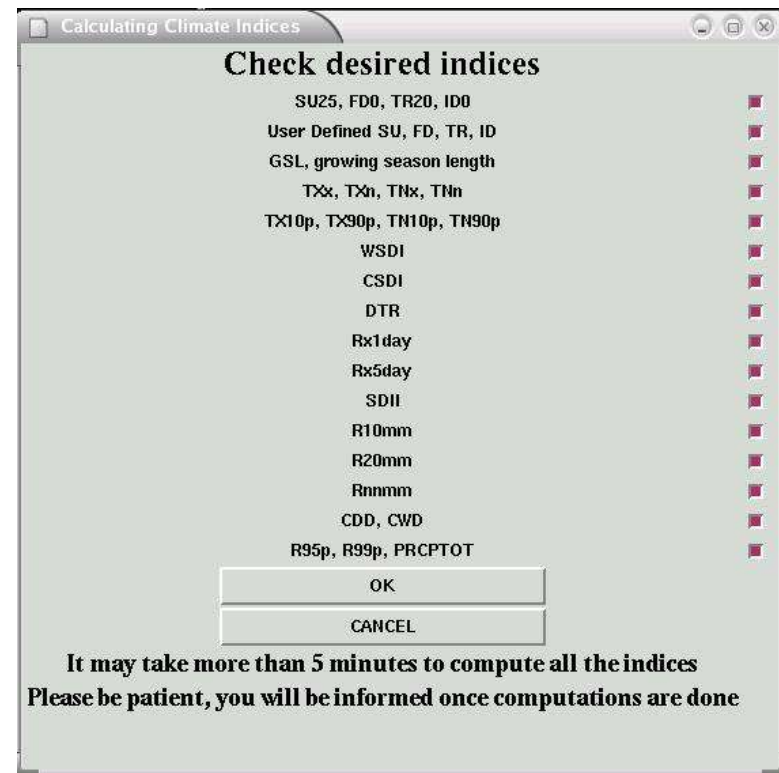 Calculating Climate Indices
Check desired indices
SU25, FD0, TR20, ID0
User Defined SU, FD, TR, ID
GSL, growing season length
TXx, TXn, TNx, TNn
TX10p, TX90p, TN10p, TN90p
WSDI
CSDI
DTR
Rx1day
Rx5day
SDII
R10mm
R20mm
Rnnmm
CDD, CWD
R95p, R99p, PRCPTOT
OK
CANCEL
It may take more than 5 minutes to compute all the indices
Please be patient, you will be informed once computations are done